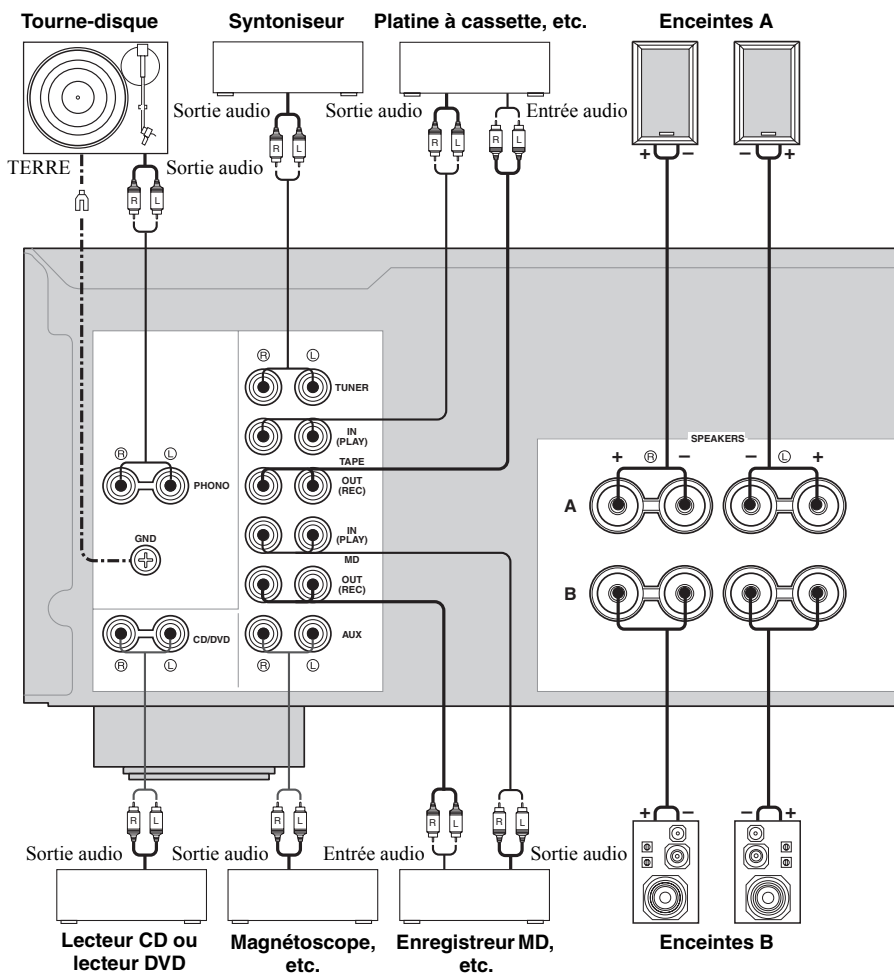 Tourne-disque Syntoniseur Platine à cassette, etc. Enceintes A
Sortie audio Sortie audio Entrée audio
TERRE Sortie audio
R L R L R L
+ − − +
R L
Ⓡ Ⓛ
TUNER
IN
(PLAY)
TAPE
OUT
(REC)
IN
(PLAY)
MD
OUT
(REC)
Ⓡ Ⓛ
PHONO
GND
CD/DVD
AUX
Ⓡ Ⓛ Ⓡ Ⓛ
SPEAKERS
+ Ⓡ − − Ⓛ +
A
B
R L R L R L R L
+ − − +
Sortie audio Sortie audio Entrée audio Sortie audio
Lecteur CD ou
lecteur DVD
Magnétoscope,
etc.
Enregistreur MD,
etc.
Enceintes B